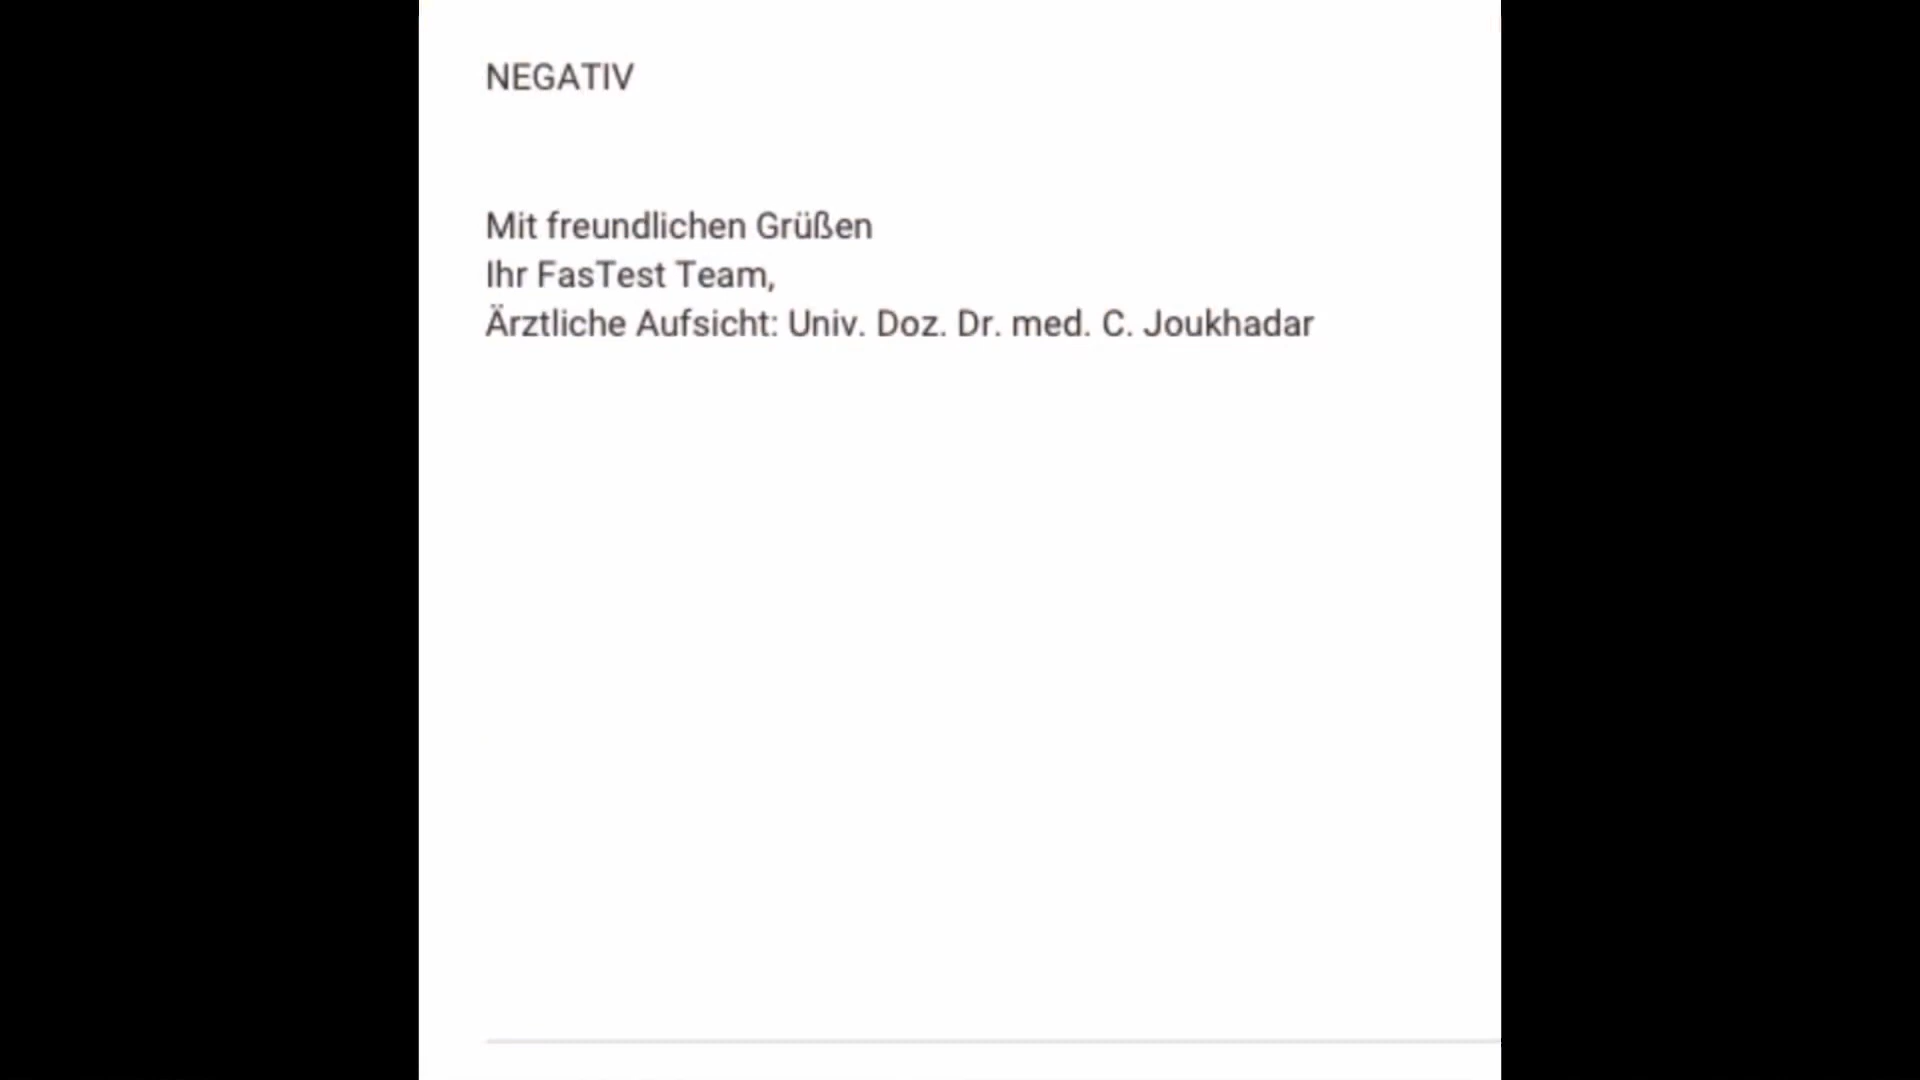 NEGATIV
Mit freundlichen Grüßen
Ihr FasTest Team,
Ärztliche Aufsicht: Univ. Doz. Dr. med. C. Joukhadar